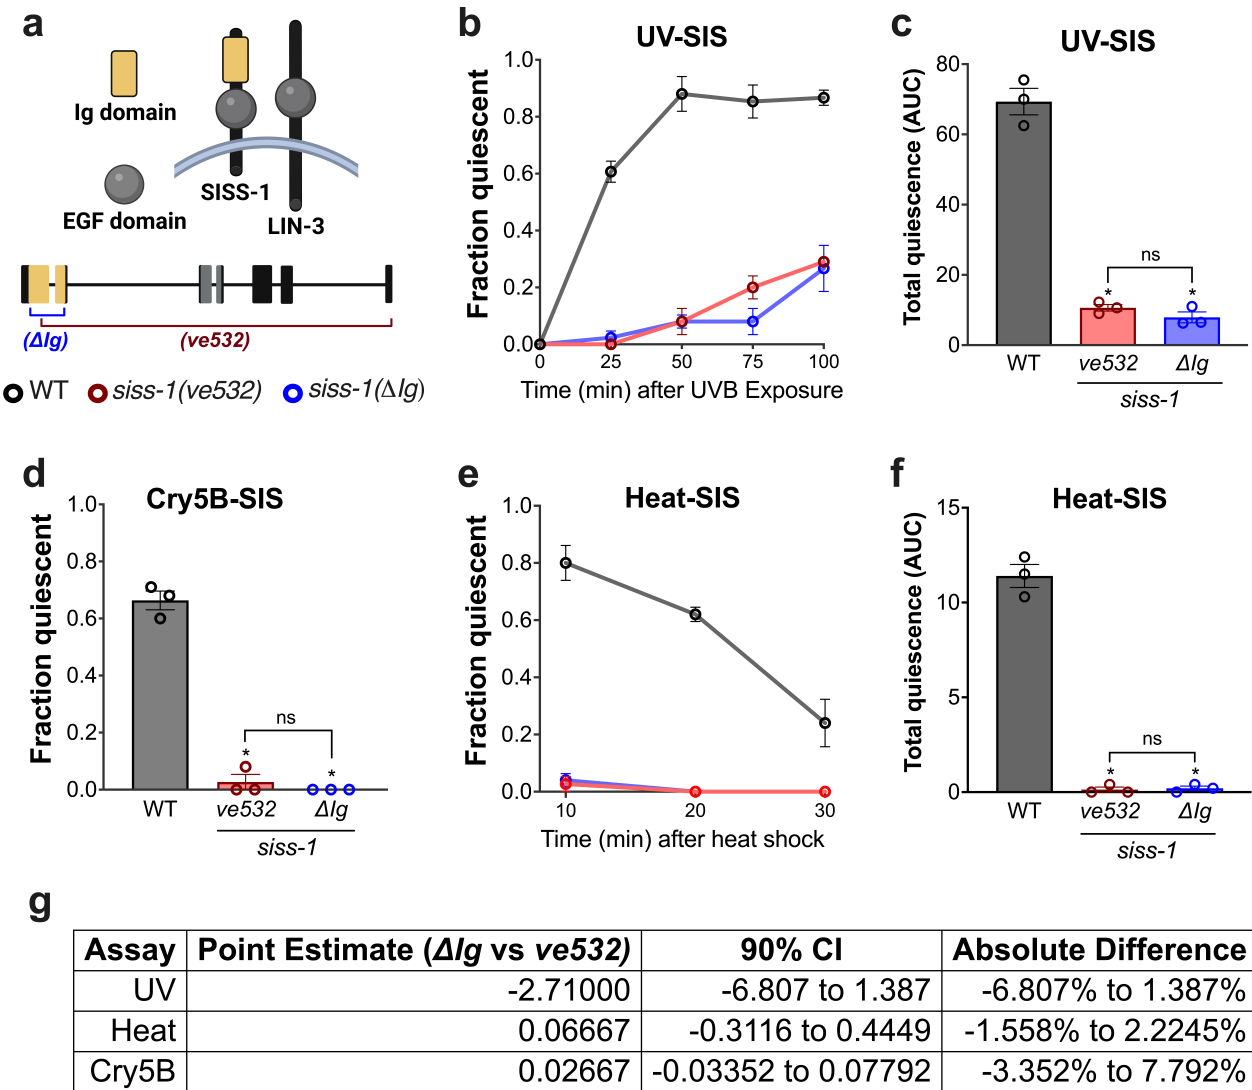 a
Ig domain
EGF domain
SISS-1
LIN-3
(ΔIg)
(ve532)
WT
siss-1(ve532)
siss-1(ΔIg)
b
UV-SIS
Fraction quiescent
1.0
0.8
0.6
0.4
0.2
0.0
0 25 50 75 100
Time (min) after UVB Exposure
c
UV-SIS
Total quiescence (AUC)
80
60
40
20
0
ns
* *
WT ve532 ΔIg
siss-1
d
Cry5B-SIS
Fraction quiescent
1.0
0.8
0.6
0.4
0.2
0.0
ns
*
*
WT ve532 ΔIg
siss-1
e
Heat-SIS
Fraction quiescent
1.0
0.8
0.6
0.4
0.2
0.0
10 20 30
Time (min) after heat shock
f
Heat-SIS
Total quiescence (AUC)
15
10
5
0
ns
* *
WT ve532 ΔIg
siss-1
g
Assay Point Estimate (ΔIg vs ve532) 90% CI Absolute Difference
UV -2.71000 -6.807 to 1.387 -6.807% to 1.387%
Heat 0.06667 -0.3116 to 0.4449 -1.558% to 2.2245%
Cry5B 0.02667 -0.03352 to 0.07792 -3.352% to 7.792%